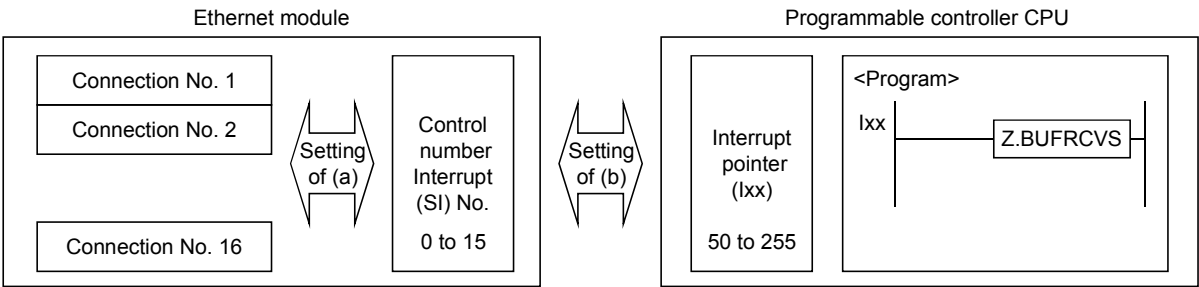 Ethernet module
Connection No. 1
Connection No. 2
Connection No. 16
Setting
of (a)
Control
number
Interrupt
(SI) No.
0 to 15
Setting
of (b)
Programmable controller CPU
Interrupt
pointer
(Ixx)
50 to 255
<Program>
Ixx
Z.BUFRCVS